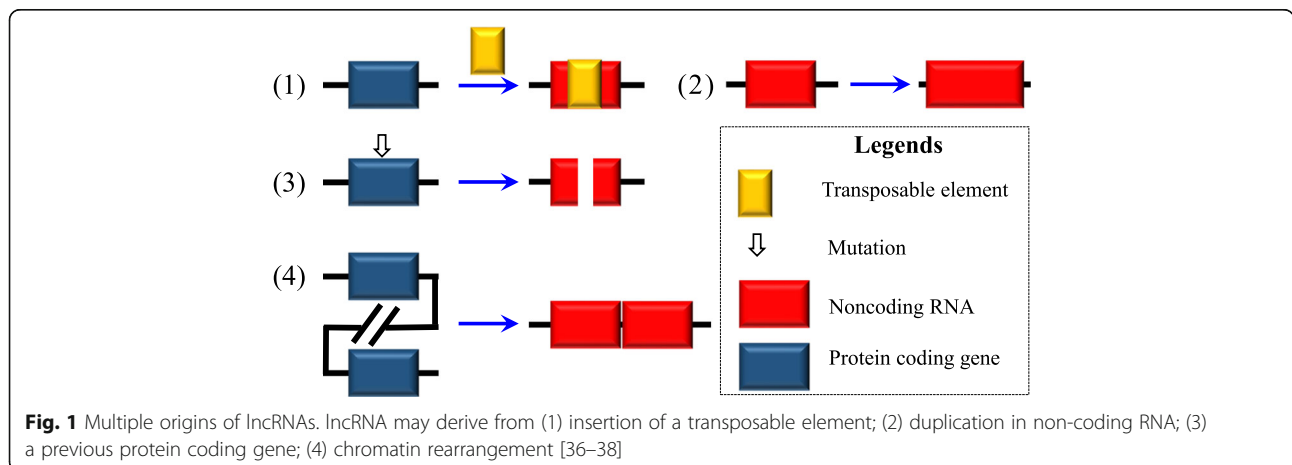 (1)
(2)
(3)
(4)
Legends
Transposable element
Mutation
Noncoding RNA
Protein coding gene
Fig. 1 Multiple origins of lncRNAs. lncRNA may derive from (1) insertion of a transposable element; (2) duplication in non-coding RNA; (3)
a previous protein coding gene; (4) chromatin rearrangement [36–38]